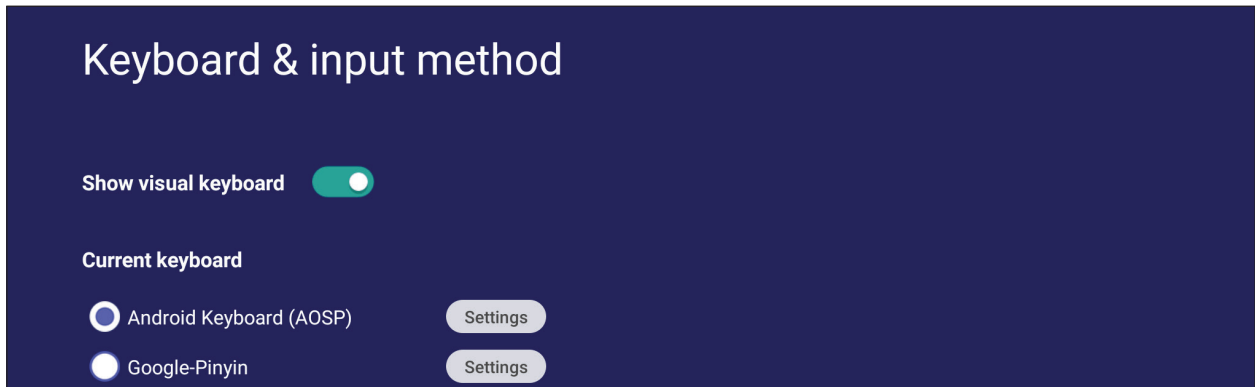 Keyboard & input method
Show visual keyboard
Current keyboard
Android Keyboard (AOSP) Settings
Google-Pinyin Settings